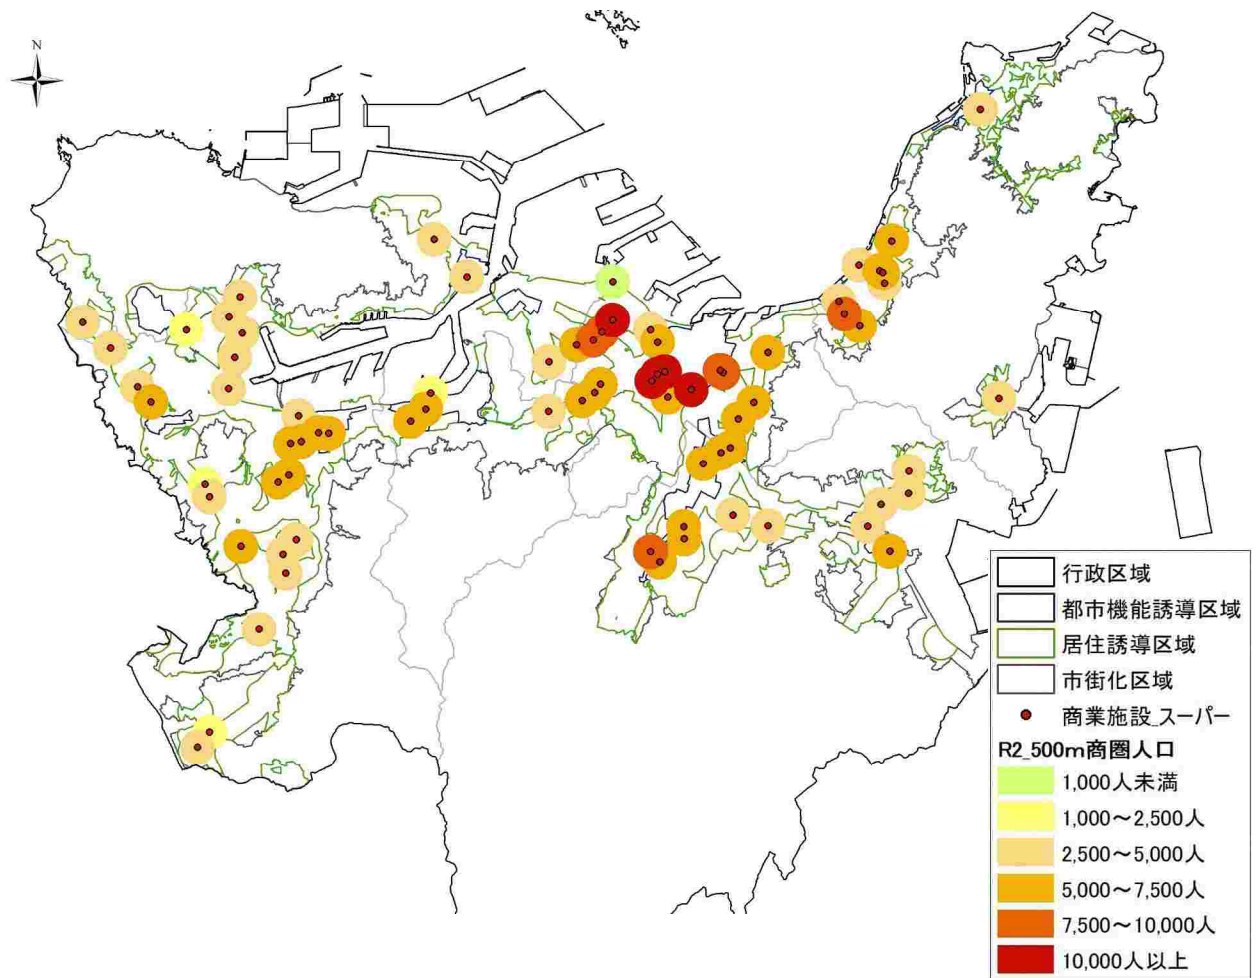 N
行政区域
都市機能誘導区域
居住誘導区域
市街化区域
商業施設_スーパー
R2_500m商圏人口
1,000人未満
1,000～2,500人
2,500～5,000人
5,000～7,500人
7,500～10,000人
10,000人以上